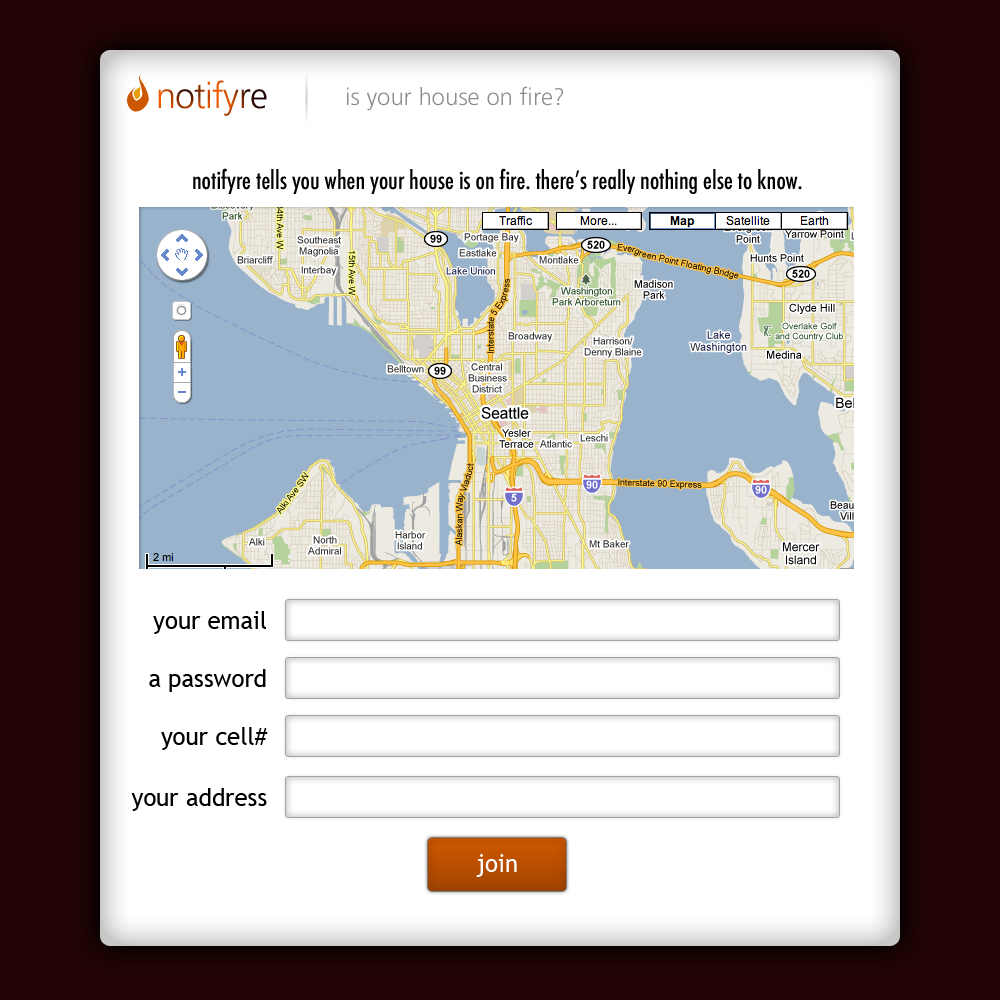 notifyre
is your house on fire?
notifyre tells you when your house is on fire. there's really nothing else to know.
Discovery
Park
34th Ave W
99
Portage Bay
Traffic
More...
Map
Satellite
Earth
Evergreen
Point
Yarrow Point
Southeast
Magnolia
15th Ave W
Eastlake
520
Evergreen Point Floating Bridge
Briarcliff
Interbay
Lake Union
Montlake
Hunts Point
520
Madison
Park
Washington
Park Arboretum
Interstate 5 Express
Clyde Hill
Broadway
Harrison/
Denny Blaine
Lake
Washington
Overlake Golf
and Country Club
Medina
Belltown
99
Central
Business
District
Bel
Seattle
Yesler
Terrace
Atlantic
Leschi
Alki Ave SW
Alaskan Way Viaduct
5
90
Interstate 90 Express
90
Beau
Vill
Alki
North
Admiral
Harbor
Island
Mt Baker
Mercer
Island
2 mi
your email
a password
your cell#
your address
join